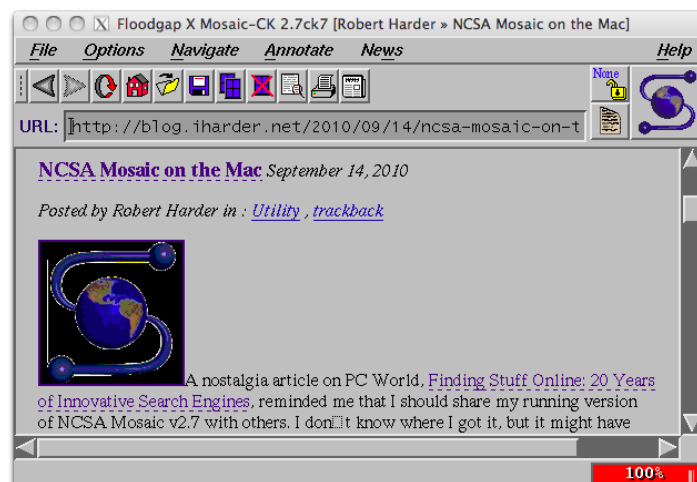 Floodgap X Mosaic-CK 2.7ck7 [Robert Harder » NCSA Mosaic on the Mac]
File Options Navigate Annotate News Help
None
URL: http://blog.iharder.net/2010/09/14/ncsa-mosaic-on-t
NCSA Mosaic on the Mac September 14, 2010
Posted by Robert Harder in : Utility , trackback
A nostalgia article on PC World, Finding Stuff Online: 20 Years
of Innovative Search Engines, reminded me that I should share my running version
of NCSA Mosaic v2.7 with others. I don□t know where I got it, but it might have
100%